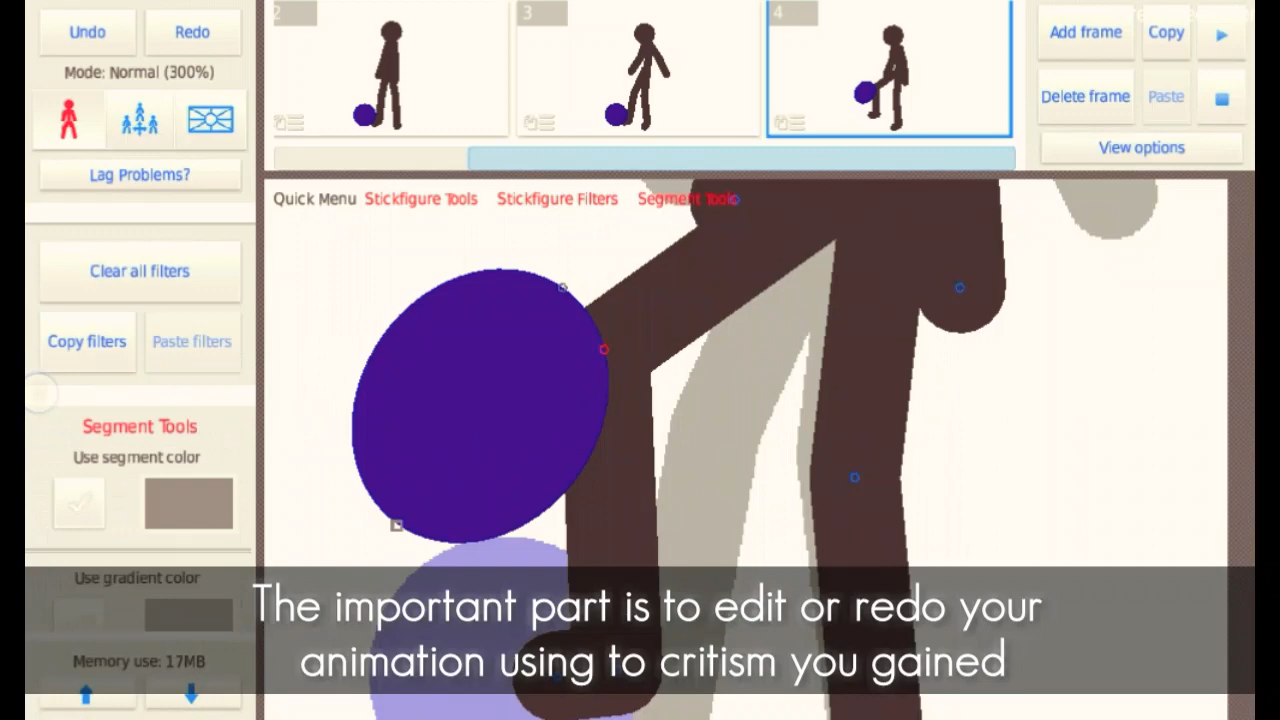 Undo
Redo
Mode: Normal (300%)
Lag Problems?
Clear all filters
Copy filters
Paste filters
Segment Tools
Use segment color
Use gradient color
Memory use: 17MB
2
3
4
Add frame
Copy
Delete frame
Paste
View options
Quick Menu Stickfigure Tools Stickfigure Filters Segment Tools
The important part is to edit or redo your
animation using to critism you gained